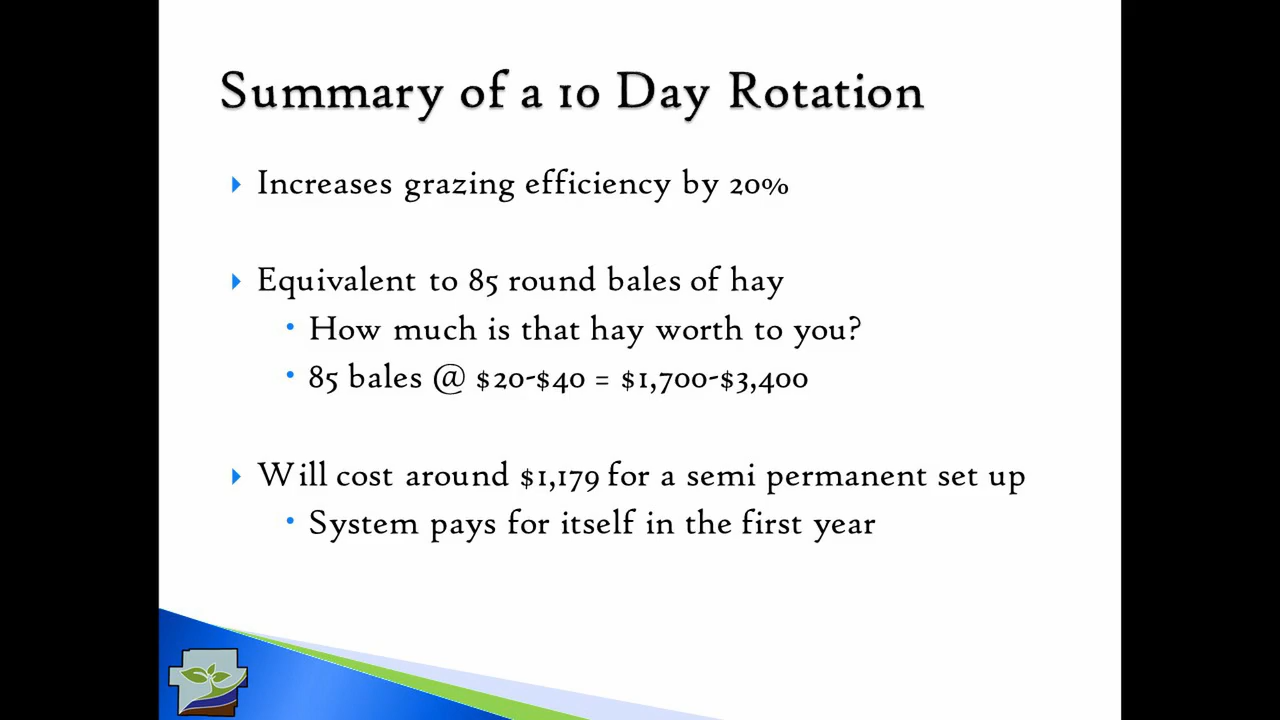 Summary of a 10 Day Rotation
Increases grazing efficiency by 20%
Equivalent to 85 round bales of hay
How much is that hay worth to you?
85 bales @ $20-$40 = $1,700-$3,400
Will cost around $1,179 for a semi permanent set up
System pays for itself in the first year